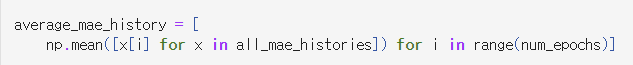 average_mae_history = [
    np.mean([x[i] for x in all_mae_histories]) for i in range(num_epochs)]